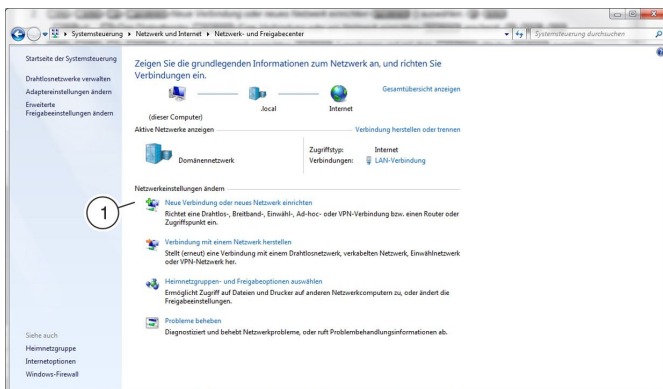 Systemsteuerung ▸ Netzwerk und Internet ▸ Netzwerk- und Freigabecenter
Systemsteuerung durchsuchen
Startseite der Systemsteuerung
Drahtlosnetzwerke verwalten
Adaptereinstellungen ändern
Erweiterte
Freigabeeinstellungen ändern
Zeigen Sie die grundlegenden Informationen zum Netzwerk an, und richten Sie
Verbindungen ein.
Gesamtübersicht anzeigen
.local
Internet
(dieser Computer)
Aktive Netzwerke anzeigen
Verbindung herstellen oder trennen
Domänennetzwerk
Zugriffstyp: Internet
Verbindungen: LAN-Verbindung
Netzwerkeinstellungen ändern
1
Neue Verbindung oder neues Netzwerk einrichten
Richtet eine Drahtlos-, Breitband-, Einwähl-, Ad-hoc- oder VPN-Verbindung bzw. einen Router oder
Zugriffspunkt ein.
Verbindung mit einem Netzwerk herstellen
Stellt (erneut) eine Verbindung mit einem Drahtlosnetzwerk, verkabelten Netzwerk, Einwählnetzwerk
oder VPN-Netzwerk her.
Heimnetzgruppen- und Freigabeoptionen auswählen
Ermöglicht Zugriff auf Dateien und Drucker auf anderen Netzwerkcomputern zu, oder ändert die
Freigabeeinstellungen.
Probleme beheben
Diagnostiziert und behebt Netzwerkprobleme, oder ruft Problembehandlungsinformationen ab.
Siehe auch
Heimnetzgruppe
Internetoptionen
Windows-Firewall